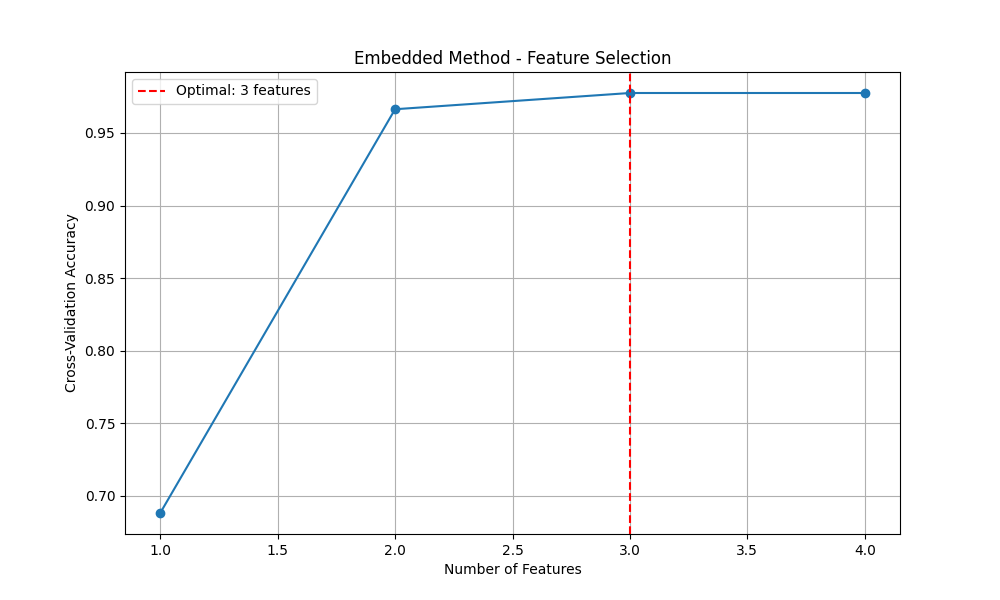 Embedded Method - Feature Selection
Optimal: 3 features
Cross-Validation Accuracy
0.95
0.90
0.85
0.80
0.75
0.70
1.0 1.5 2.0 2.5 3.0 3.5 4.0
Number of Features